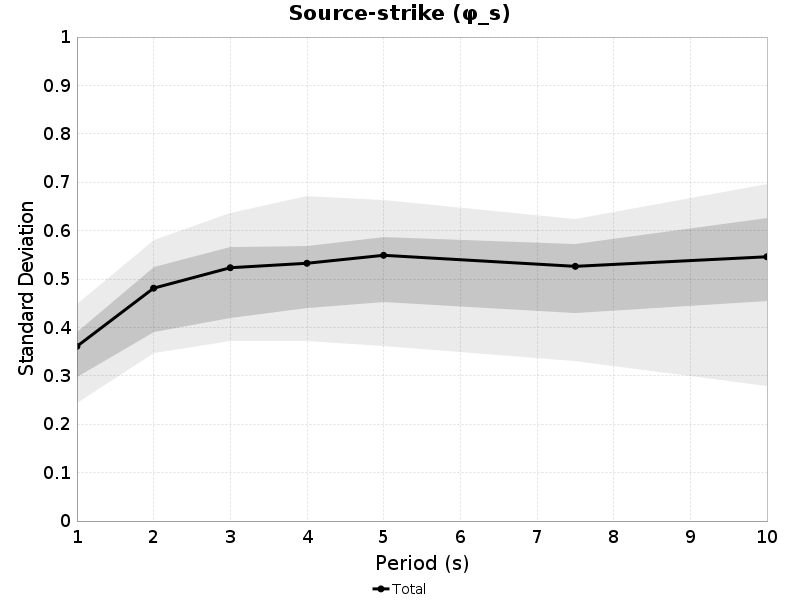 Source-strike (φ_s)
1
0.9
0.8
0.7
0.6
0.5
0.4
0.3
0.2
0.1
0
Standard Deviation
1 2 3 4 5 6 7 8 9 10
Period (s)
Total